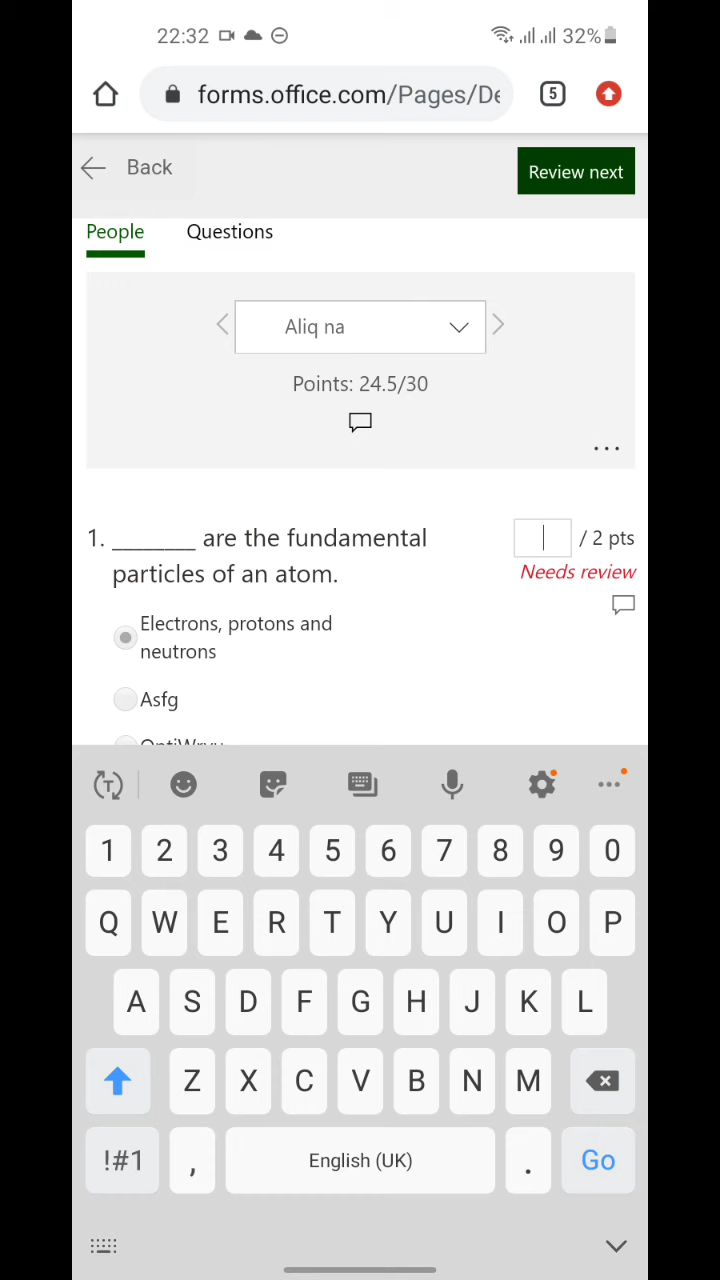 22:32 32%
forms.office.com/Pages/De 5
Back
Review next
People Questions
Aliq na
Points: 24.5/30
1. ________ are the fundamental
particles of an atom.
/ 2 pts
Needs review
Electrons, protons and
neutrons
Asfg
1 2 3 4 5 6 7 8 9 0
Q W E R T Y U I O P
A S D F G H J K L
Z X C V B N M
!#1 , English (UK) . Go